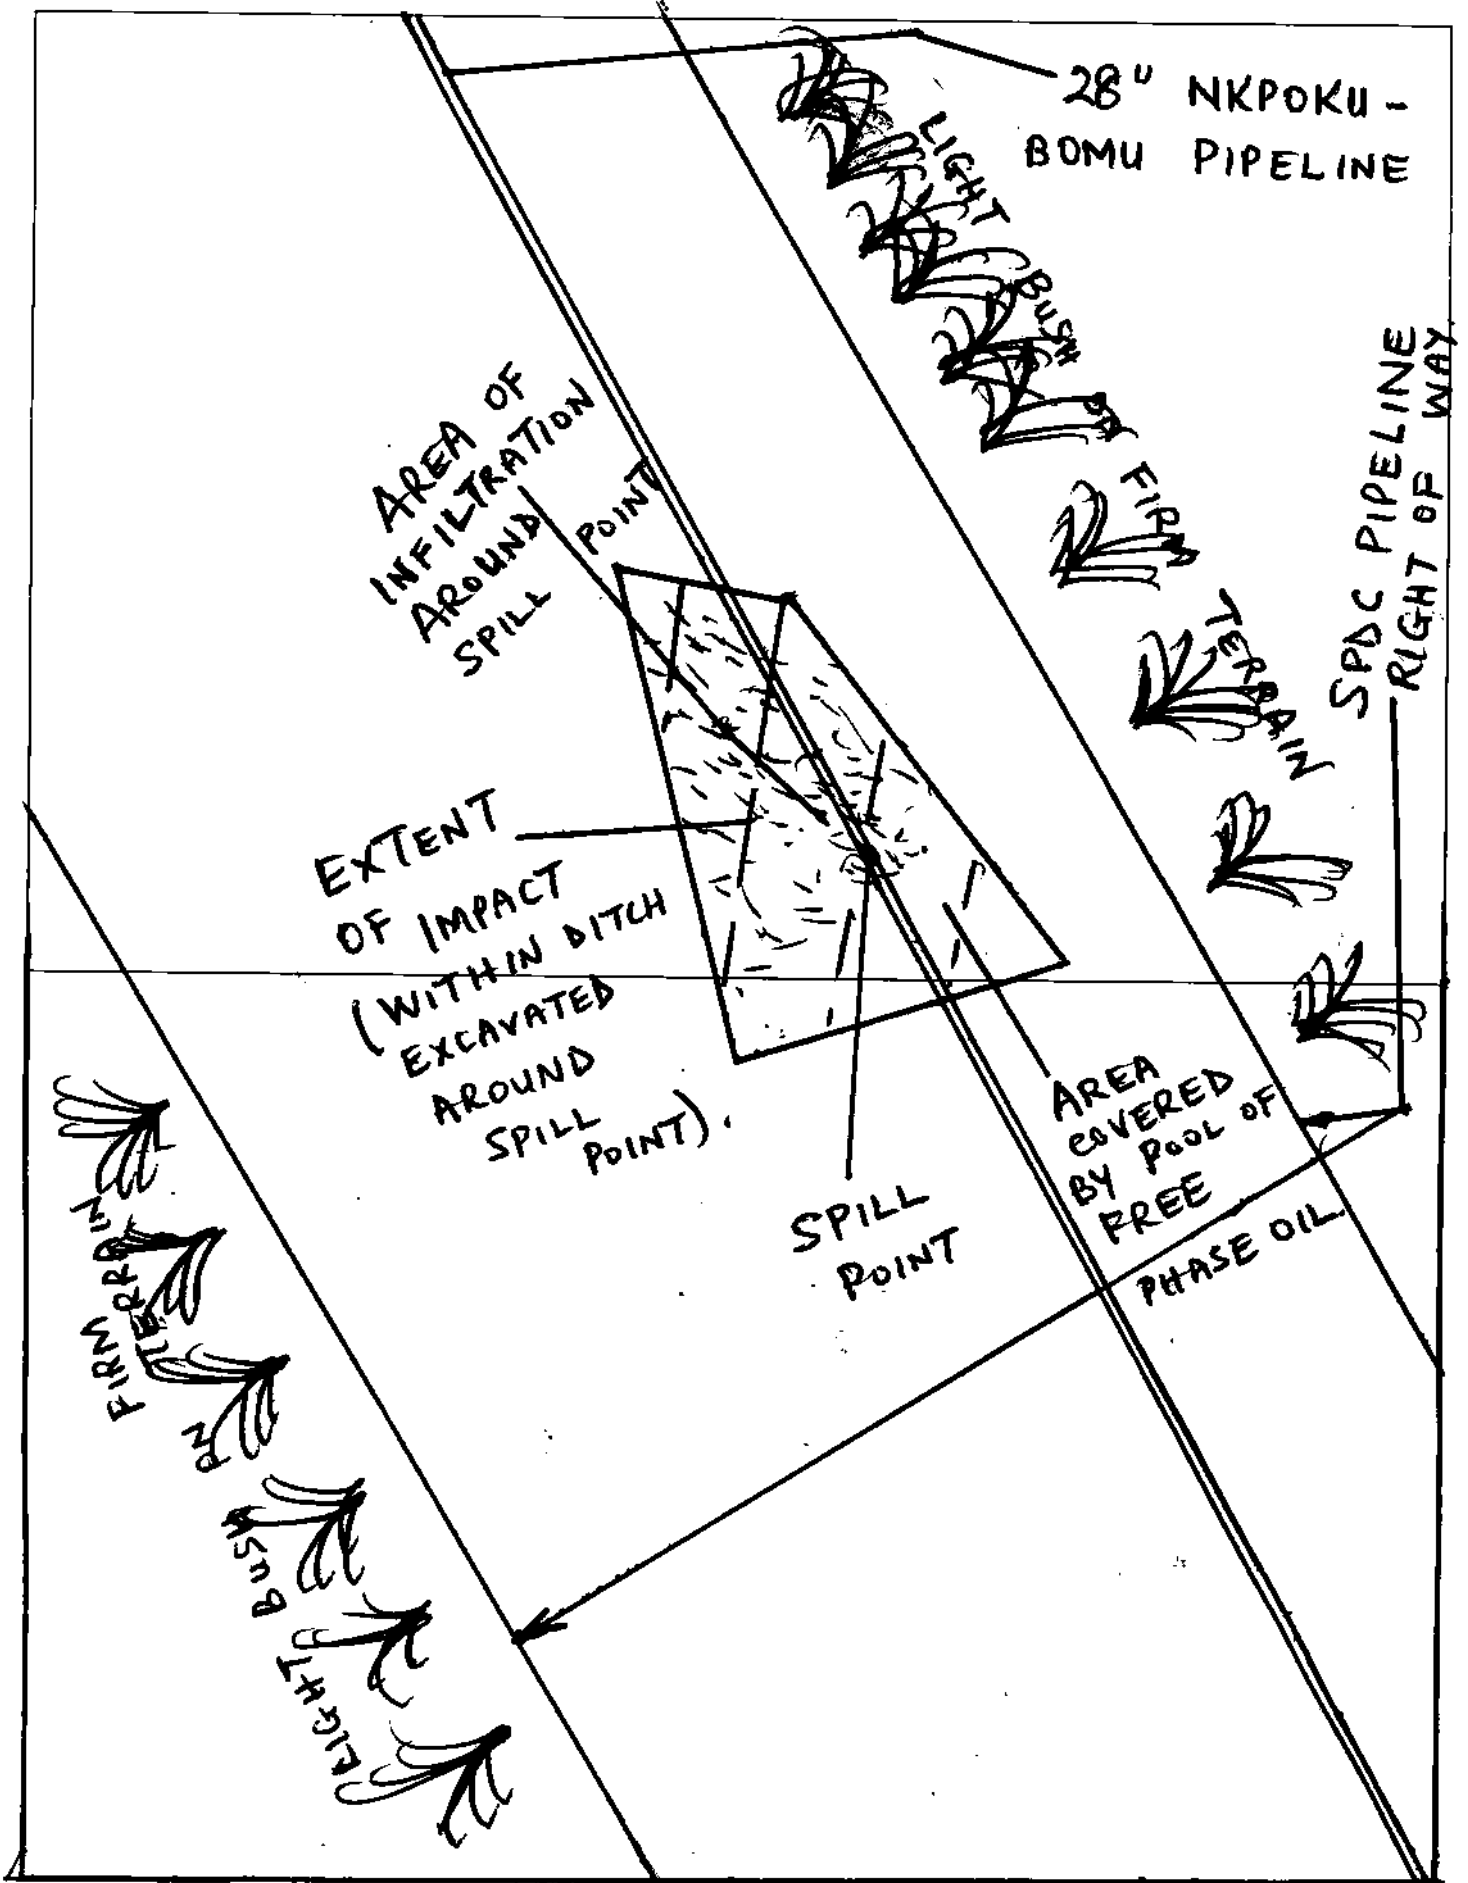 28" NKPOKU -
BOMU PIPELINE
LIGHT BUSH ON FIRM TERRAIN
SPDC PIPELINE
RIGHT OF WAY.
AREA OF
INFILTRATION
AROUND
SPILL POINT
EXTENT
OF IMPACT
(WITHIN DITCH
EXCAVATED
AROUND
SPILL
POINT).
SPILL
POINT
AREA
COVERED
BY POOL OF
FREE
PHASE OIL
LIGHT BUSH ON FIRM
TERRAIN